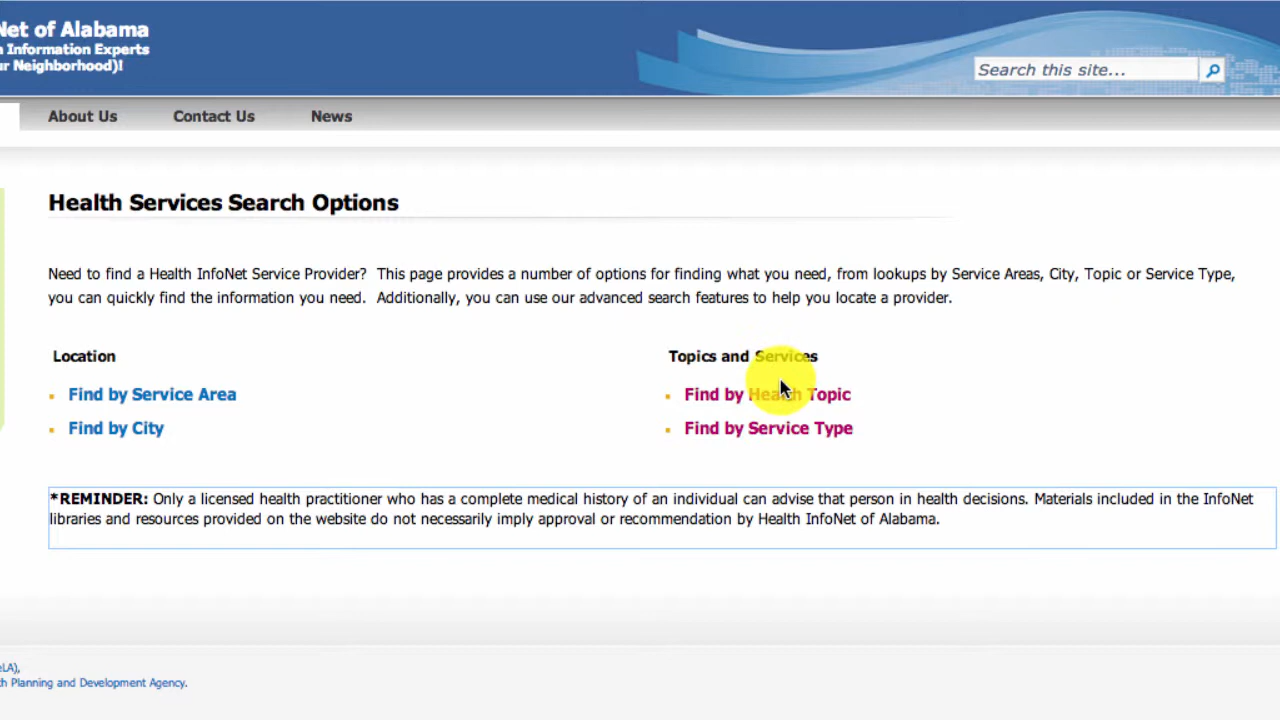 Net of Alabama
Information Experts
Neighborhood)!
Search this site...
About Us
Contact Us
News
Health Services Search Options
Need to find a Health InfoNet Service Provider? This page provides a number of options for finding what you need, from lookups by Service Areas, City, Topic or Service Type,
you can quickly find the information you need. Additionally, you can use our advanced search features to help you locate a provider.
Location
Topics and Services
Find by Service Area
Find by Health Topic
Find by City
Find by Service Type
*REMINDER: Only a licensed health practitioner who has a complete medical history of an individual can advise that person in health decisions. Materials included in the InfoNet
libraries and resources provided on the website do not necessarily imply approval or recommendation by Health InfoNet of Alabama.
Planning and Development Agency.